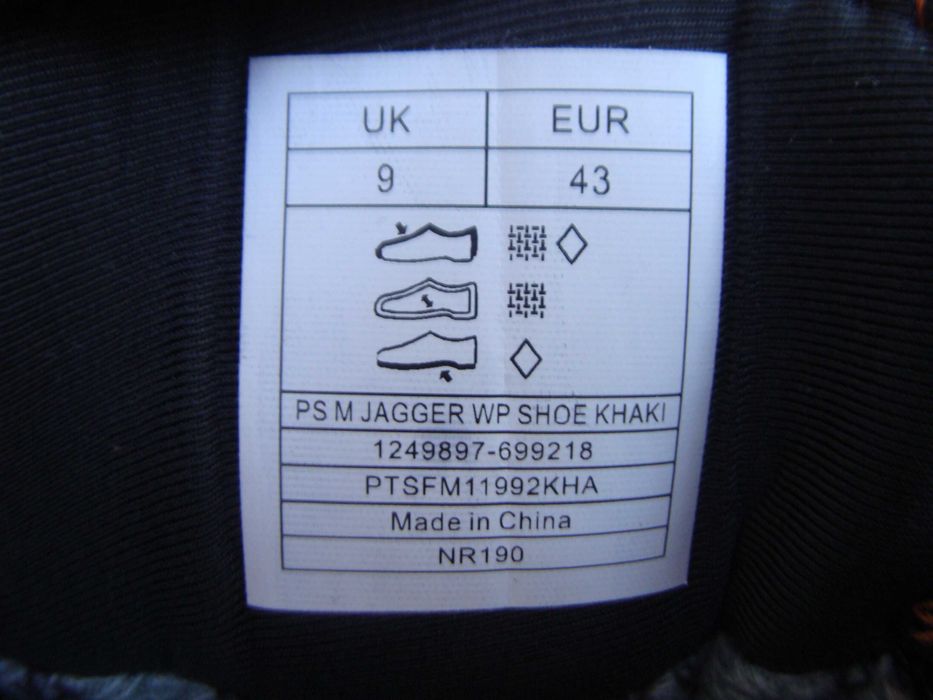 UK EUR
9 43
PS M JAGGER WP SHOE KHAKI
1249897-699218
PTSFM11992KHA
Made in China
NR190